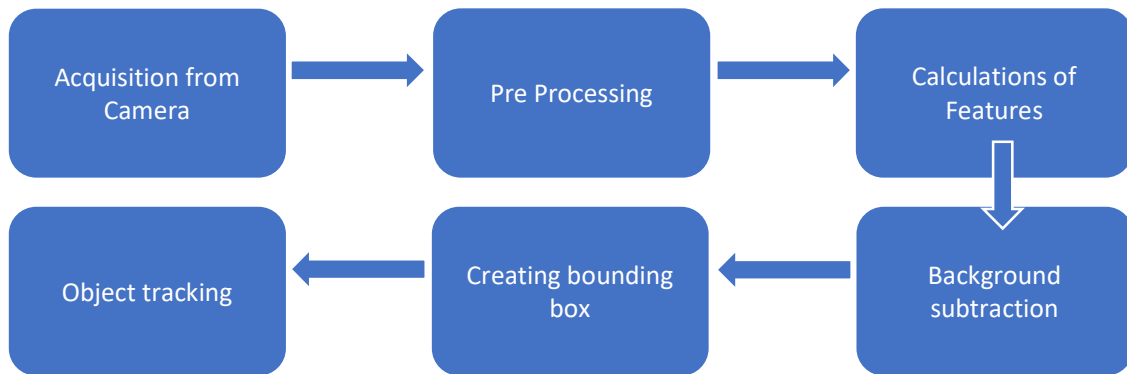 Acquisition from
Camera
Pre Processing
Calculations of
Features
Background
subtraction
Creating bounding
box
Object tracking